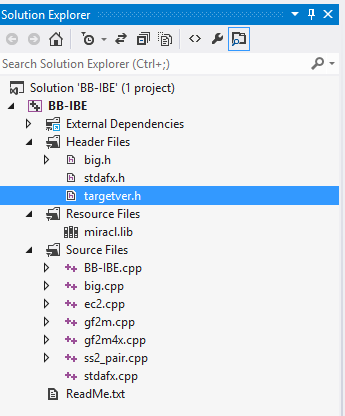 Solution Explorer
Search Solution Explorer (Ctrl+;)
Solution 'BB-IBE' (1 project)
BB-IBE
External Dependencies
Header Files
big.h
stdafx.h
targetver.h
Resource Files
miracl.lib
Source Files
BB-IBE.cpp
big.cpp
ec2.cpp
gf2m.cpp
gf2m4x.cpp
ss2_pair.cpp
stdafx.cpp
ReadMe.txt